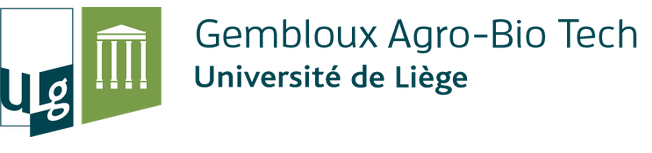 ULg
Gembloux Agro-Bio Tech
Université de Liège